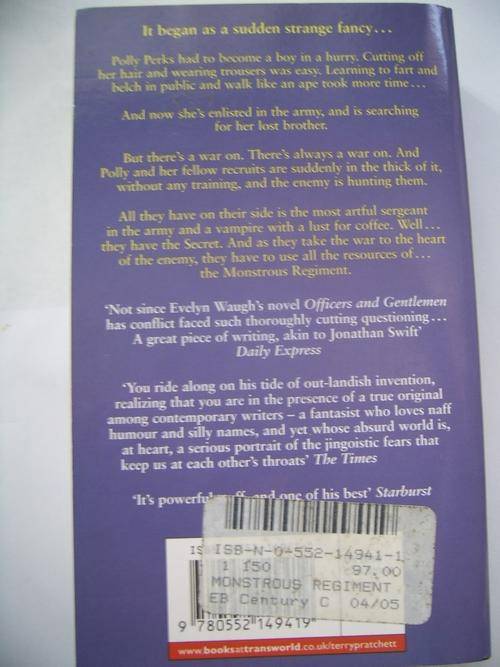 It began as a sudden strange fancy...
Polly Perks had to become a boy in a hurry. Cutting off
her hair and wearing trousers was easy. Learning to fart and
belch in public and walk like an ape took more time...
And now she's enlisted in the army, and is searching
for her lost brother.
But there's a war on. There's always a war on. And
Polly and her fellow recruits are suddenly in the thick of it,
without any training, and the enemy is hunting them.
All they have on their side is the most artful sergeant
in the army and a vampire with a lust for coffee. Well...
they have the Secret. And as they take the war to the heart
of the enemy, they have to use all the resources of...
the Monstrous Regiment.
'Not since Evelyn Waugh's novel Officers and Gentlemen
has conflict faced such thoroughly cutting questioning...
A great piece of writing, akin to Jonathan Swift'
Daily Express
'You ride along on his tide of out-landish invention,
realizing that you are in the presence of a true original
among contemporary writers – a fantasist who loves naff
humour and silly names, and yet whose absurd world is,
at heart, a serious portrait of the jingoistic fears that
keep us at each other's throats' The Times
'It's powerful and one of his best' Starburst
IS ISB-N-0-552-14941-1
1 150 97.00
MONSTROUS REGIMENT
EB Century C 04/05
9 780552 149419
www.booksattransworld.co.uk/terrypratchett